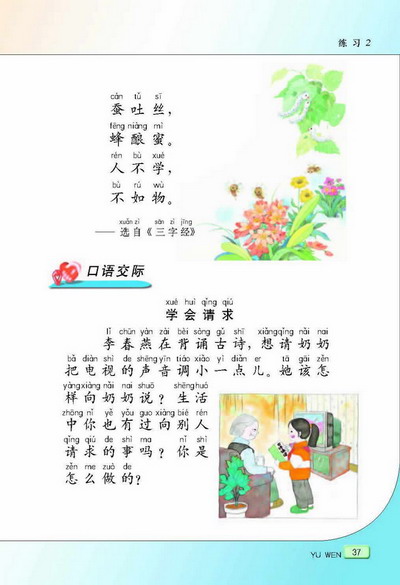 练习2
cán tǔ sī
蚕吐丝，
fēng niàng mì
蜂酿蜜。
rén bù xué
人不学，
bù rú wù
不如物。
xuǎn zì sān zì jīng
——选自《三字经》
口语交际
xué huì qǐng qiú
学会请求
lǐ chūn yàn zài bèi sòng gǔ shī xiǎng qǐng nǎi nai
李春燕在背诵古诗，想请奶奶
bǎ diàn shì de shēng yīn tiáo xiǎo yì diǎn er tā gāi zěn
把电视的声音调小一点儿。她该怎
yàng xiàng nǎi nai shuō shēng huó
样向奶奶说？生活
zhōng nǐ yě yǒu guo xiàng bié rén
中你也有过向别人
qǐng qiú de shì ma nǐ shì
请求的事吗？你是
zěn me zuò de
怎么做的？
YU WEN 37